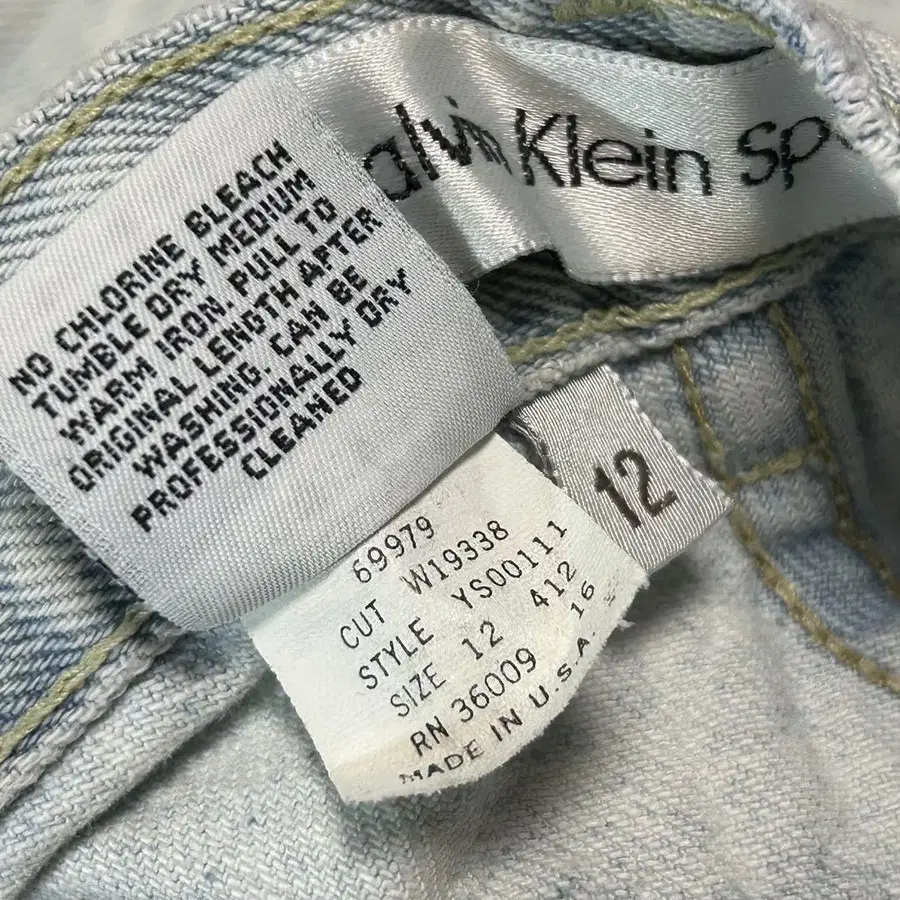 alvin Klein Sp
NO CHLORINE BLEACH
TUMBLE DRY MEDIUM
WARM IRON. PULL TO
ORIGINAL LENGTH AFTER
WASHING. CAN BE
PROFESSIONALLY DRY
CLEANED
12
69979
CUT W19338
STYLE YS00111
SIZE 12 412
RN 36009 16
MADE IN U.S.A.